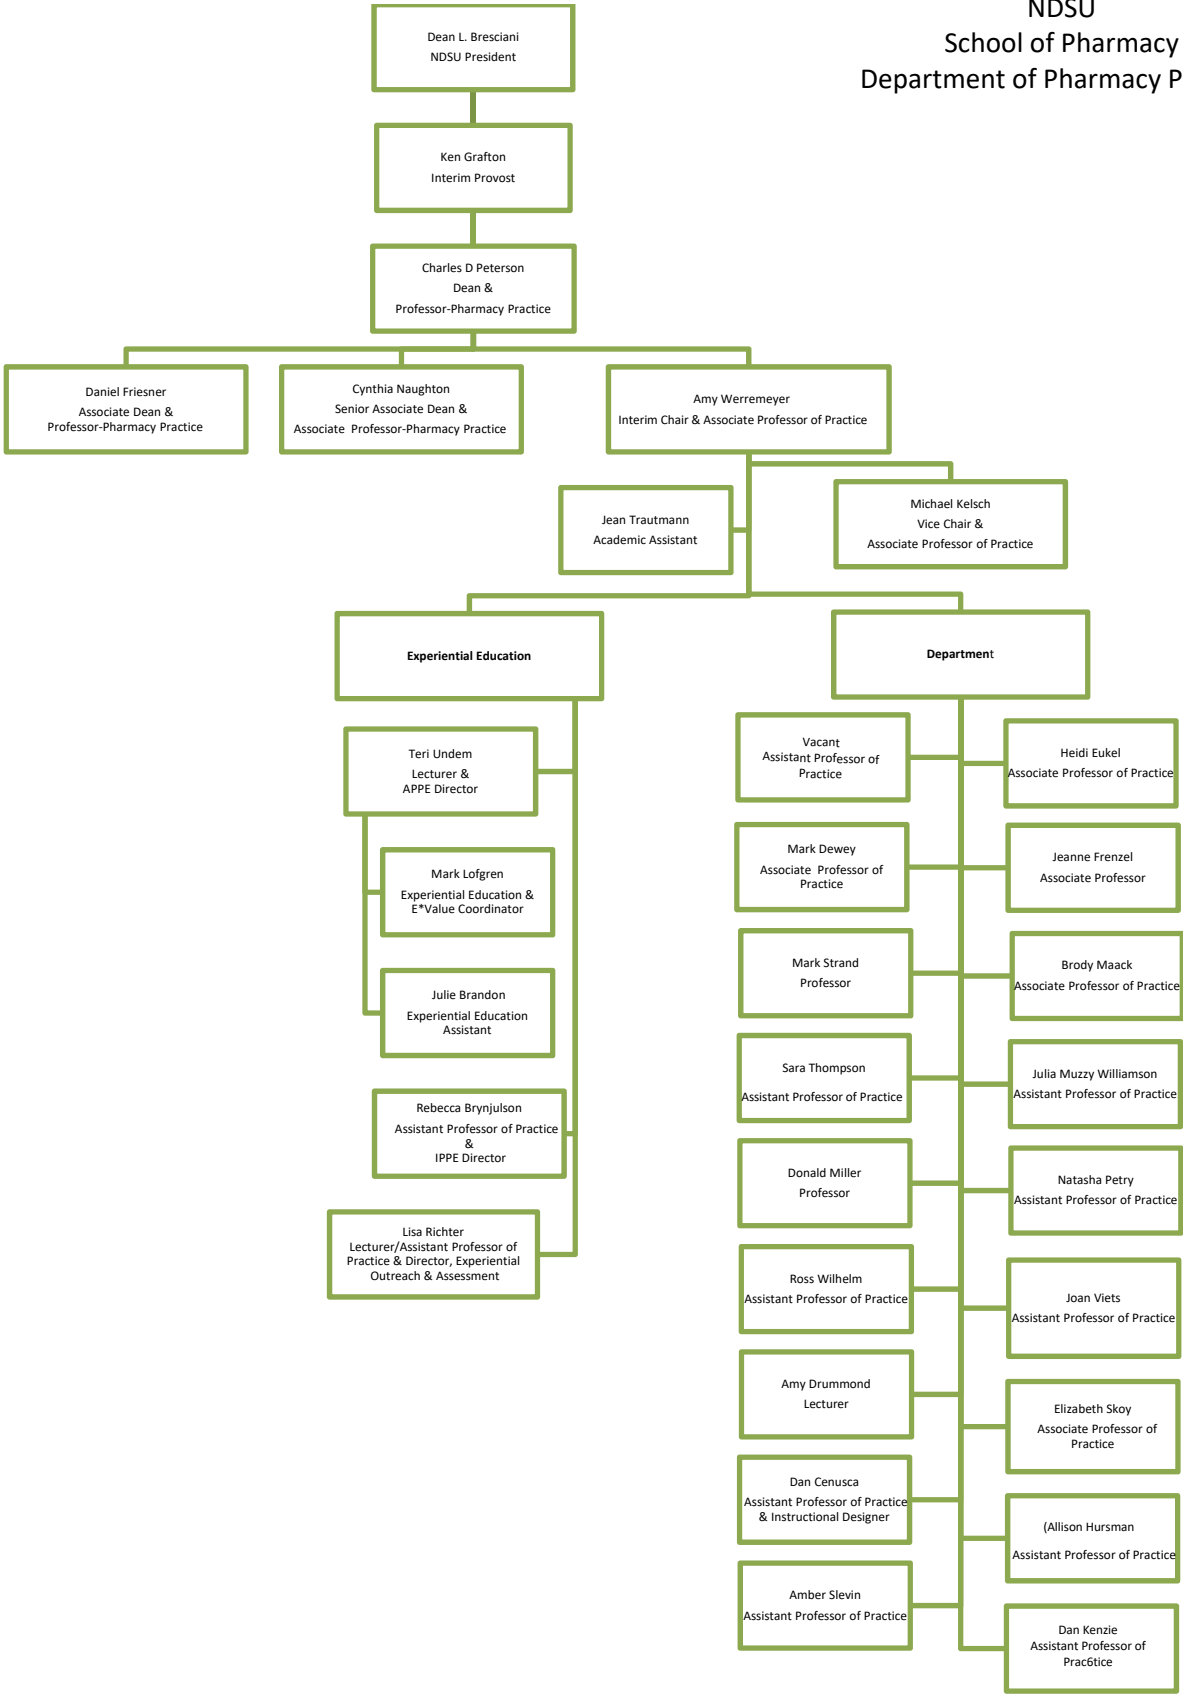 NDSU
School of Pharmacy
Department of Pharmacy P
Dean L. Bresciani
NDSU President
Ken Grafton
Interim Provost
Charles D Peterson
Dean &
Professor-Pharmacy Practice
Daniel Friesner
Associate Dean &
Professor-Pharmacy Practice
Cynthia Naughton
Senior Associate Dean &
Associate Professor-Pharmacy Practice
Amy Werremeyer
Interim Chair & Associate Professor of Practice
Jean Trautmann
Academic Assistant
Michael Kelsch
Vice Chair &
Associate Professor of Practice
Experiential Education
Teri Undem
Lecturer &
APPE Director
Mark Lofgren
Experiential Education &
E*Value Coordinator
Julie Brandon
Experiential Education
Assistant
Rebecca Brynjulson
Assistant Professor of Practice
&
IPPE Director
Lisa Richter
Lecturer/Assistant Professor of
Practice & Director, Experiential
Outreach & Assessment
Department
Vacant
Assistant Professor of
Practice
Heidi Eukel
Associate Professor of Practice
Mark Dewey
Associate Professor of
Practice
Jeanne Frenzel
Associate Professor
Mark Strand
Professor
Brody Maack
Associate Professor of Practice
Sara Thompson
Assistant Professor of Practice
Julia Muzzy Williamson
Assistant Professor of Practice
Donald Miller
Professor
Natasha Petry
Assistant Professor of Practice
Ross Wilhelm
Assistant Professor of Practice
Joan Viets
Assistant Professor of Practice
Amy Drummond
Lecturer
Elizabeth Skoy
Associate Professor of
Practice
Dan Cenusca
Assistant Professor of Practice
& Instructional Designer
(Allison Hursman
Assistant Professor of Practice
Amber Slevin
Assistant Professor of Practice
Dan Kenzie
Assistant Professor of
Prac6tice